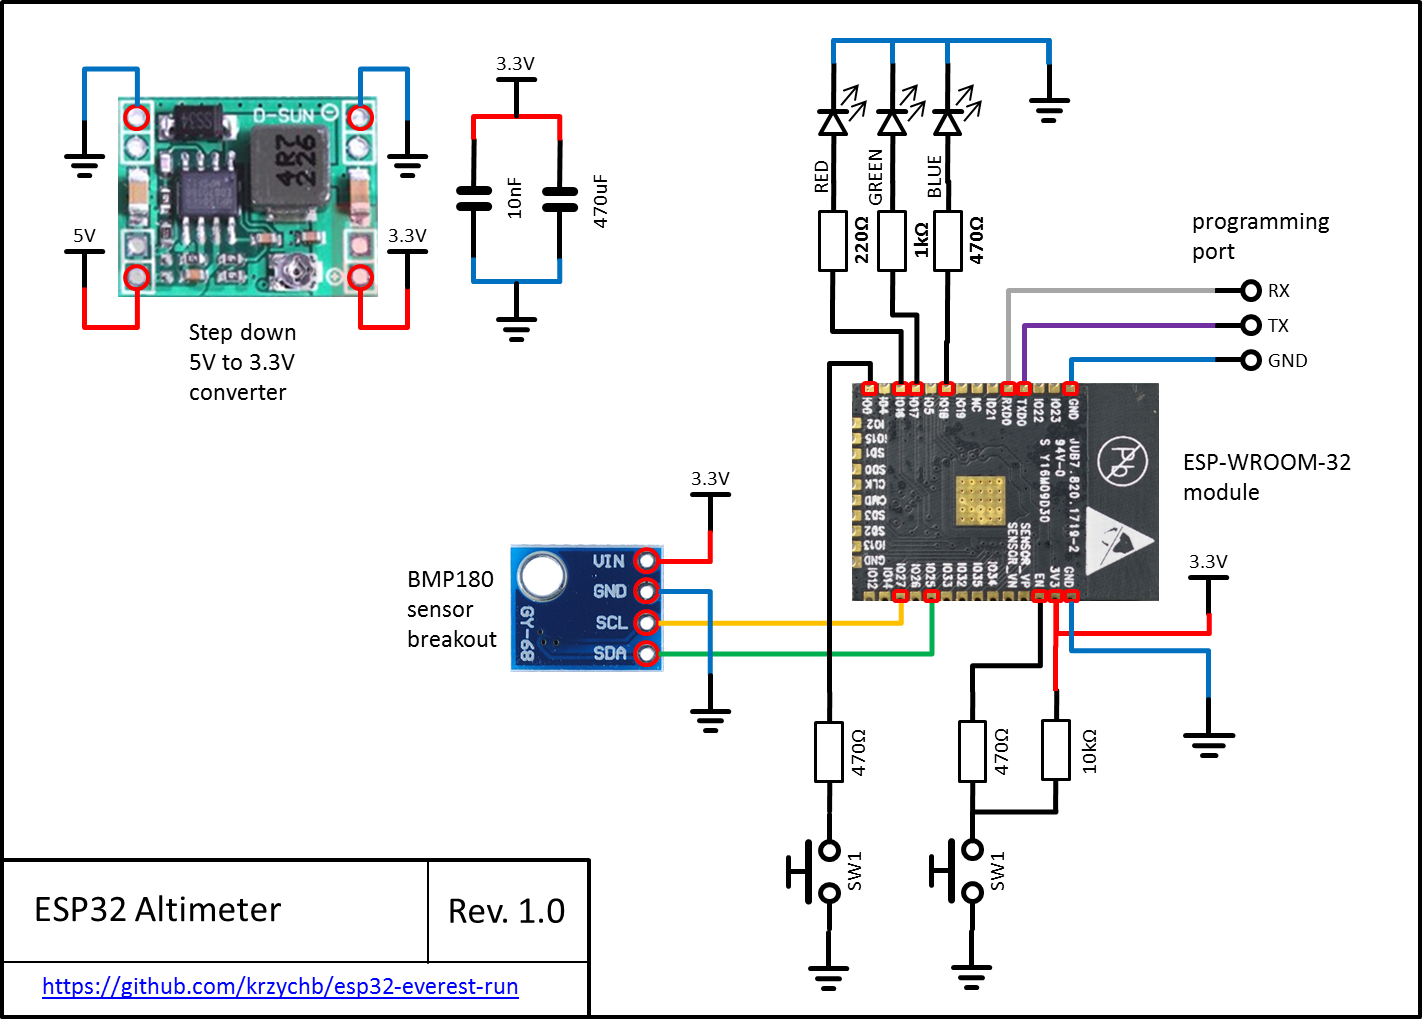 3.3V
D-SUN
SS34
4R7
226
5V
3.3V
10nF
470uF
Step down
5V to 3.3V
converter
RED
GREEN
BLUE
220Ω
1kΩ
470Ω
programming
port
RX
TX
GND
IO0
IO4
IO16
IO17
IO5
IO18
IO19
NC
IO21
RXD0
TXD0
IO22
IO23
GND
IO2
IO15
SD1
SD0
CLK
CMD
SD3
SD2
IO13
GND
JUB7.820.1719-2
94V-0
S Y16M09D30
Pb
IO12
IO14
IO27
IO26
IO25
IO33
IO32
IO35
IO34
SENSOR_VN
SENSOR_VP
EN
3V3
GND
ESP-WROOM-32
module
3.3V
3.3V
BMP180
sensor
breakout
VIN
GND
SCL
SDA
GY-68
470Ω
470Ω
10kΩ
SW1
SW1
ESP32 Altimeter
Rev. 1.0
https://github.com/krzychb/esp32-everest-run